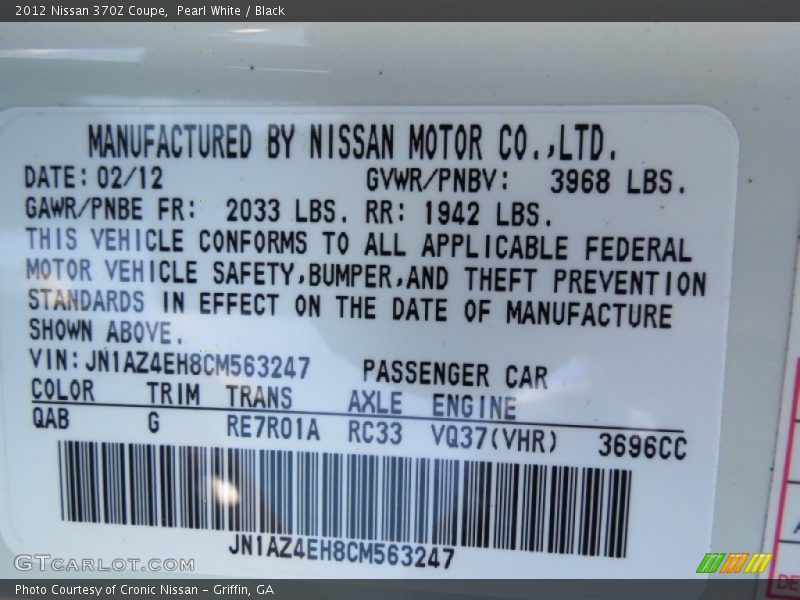 2012 Nissan 370Z Coupe, Pearl White / Black
MANUFACTURED BY NISSAN MOTOR CO.,LTD.
DATE: 02/12 GVWR/PNBV: 3968 LBS.
GAWR/PNBE FR: 2033 LBS. RR: 1942 LBS.
THIS VEHICLE CONFORMS TO ALL APPLICABLE FEDERAL
MOTOR VEHICLE SAFETY,BUMPER,AND THEFT PREVENTION
STANDARDS IN EFFECT ON THE DATE OF MANUFACTURE
SHOWN ABOVE.
VIN: JN1AZ4EH8CM563247 PASSENGER CAR
COLOR TRIM TRANS AXLE ENGINE
QAB G RE7R01A RC33 VQ37(VHR) 3696CC
JN1AZ4EH8CM563247
GTCARLOT.COM
Photo Courtesy of Cronic Nissan - Griffin, GA